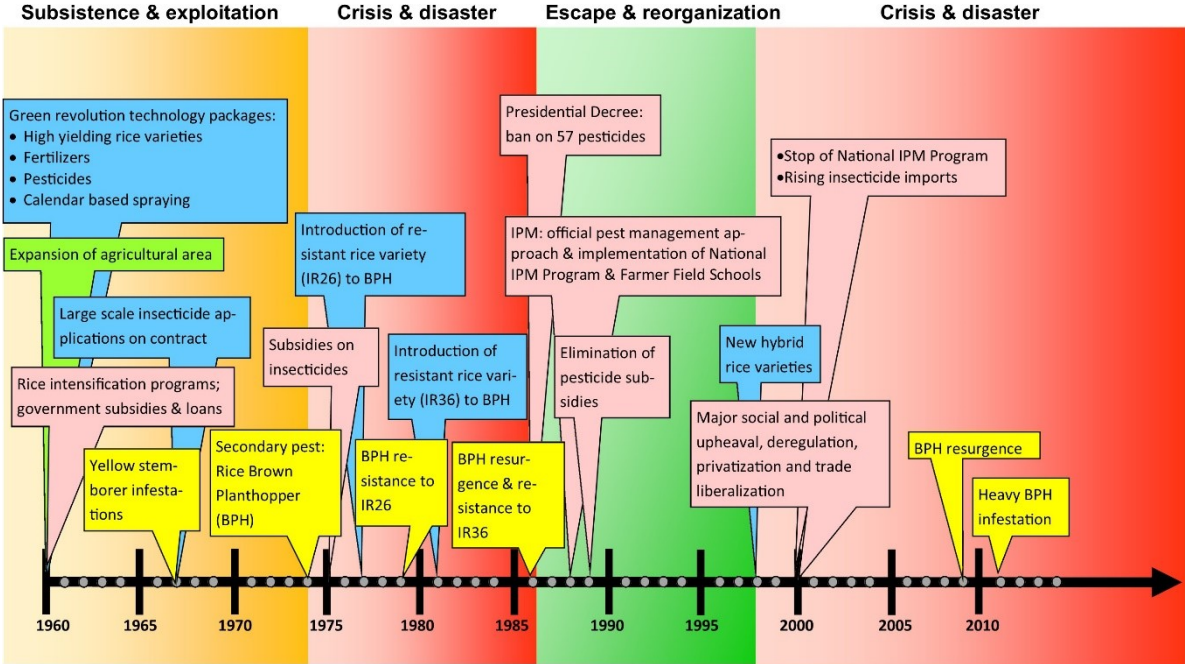 Subsistence & exploitation
Crisis & disaster
Escape & reorganization
Crisis & disaster
Green revolution technology packages:
• High yielding rice varieties
• Fertilizers
• Pesticides
• Calendar based spraying
Expansion of agricultural area
Large scale insecticide ap-
plications on contract
Rice intensification programs;
government subsidies & loans
Yellow stem-
borer infesta-
tions
Secondary pest:
Rice Brown
Planthopper
(BPH)
Introduction of re-
sistant rice variety
(IR26) to BPH
Subsidies on
insecticides
BPH re-
sistance to
IR26
Introduction of
resistant rice vari-
ety (IR36) to BPH
BPH resur-
gence & re-
sistance to
IR36
Presidential Decree:
ban on 57 pesticides
IPM: official pest management ap-
proach & implementation of National
IPM Program & Farmer Field Schools
Elimination of
pesticide sub-
sidies
New hybrid
rice varieties
•Stop of National IPM Program
•Rising insecticide imports
Major social and political
upheaval, deregulation,
privatization and trade
liberalization
BPH resurgence
Heavy BPH
infestation
1960
1965
1970
1975
1980
1985
1990
1995
2000
2005
2010